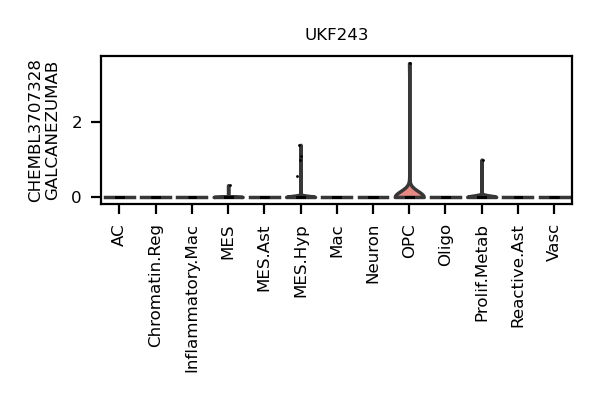 UKF243
CHEMBL3707328
GALCANEZUMAB
2
0
AC
Chromatin.Reg
Inflammatory.Mac
MES
MES.Ast
MES.Hyp
Mac
Neuron
OPC
Oligo
Prolif.Metab
Reactive.Ast
Vasc